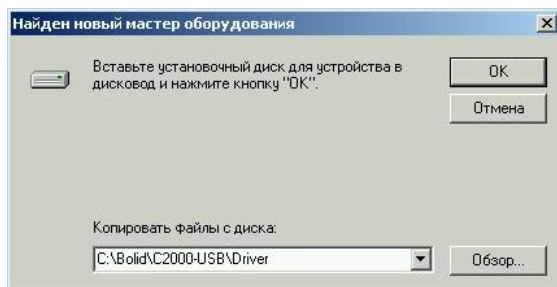 Найден новый мастер оборудования
Вставьте установочный диск для устройства в
дисковод и нажмите кнопку "OK".
OK
Отмена
Копировать файлы с диска:
C:\Bolid\C2000-USB\Driver
Обзор...